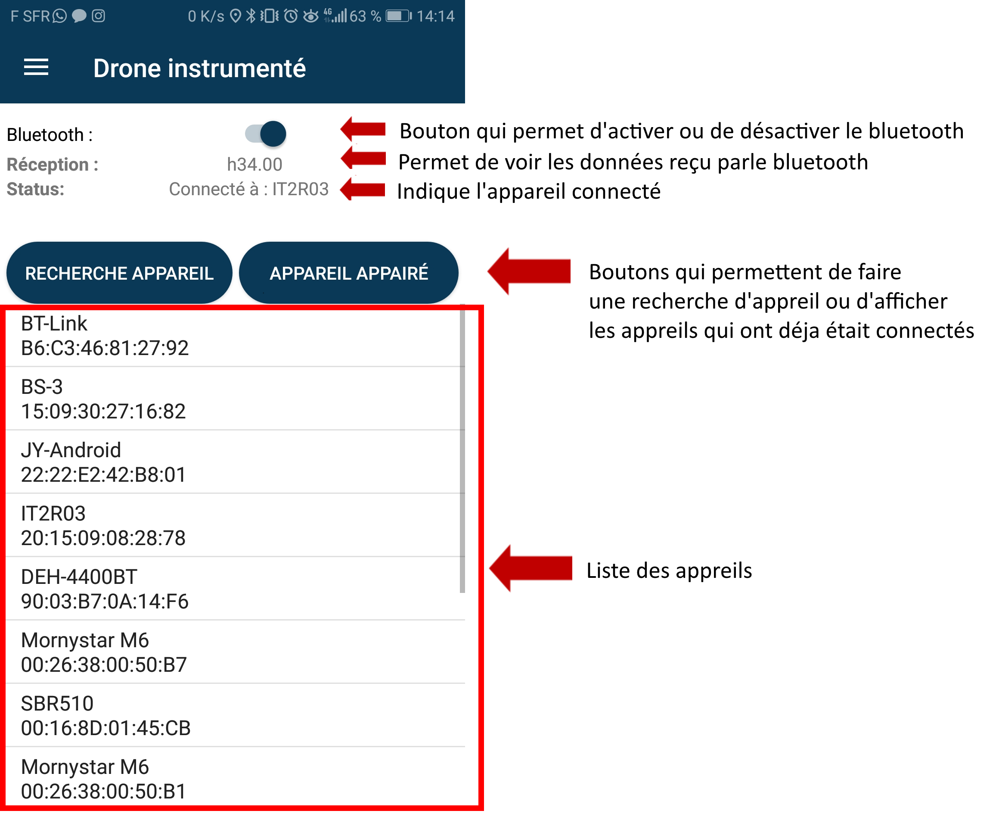 F SFR 0 K/s 4G 63 % 14:14
Drone instrumenté
Bluetooth :
Bouton qui permet d'activer ou de désactiver le bluetooth
Réception : h34.00
Permet de voir les données reçu parle bluetooth
Status: Connecté à : IT2R03
Indique l'appareil connecté
RECHERCHE APPAREIL
APPAREIL APPAIRÉ
Boutons qui permettent de faire
une recherche d'appreil ou d'afficher
les appreils qui ont déja était connectés
BT-Link
B6:C3:46:81:27:92
BS-3
15:09:30:27:16:82
JY-Android
22:22:E2:42:B8:01
IT2R03
20:15:09:08:28:78
Liste des appreils
DEH-4400BT
90:03:B7:0A:14:F6
Mornystar M6
00:26:38:00:50:B7
SBR510
00:16:8D:01:45:CB
Mornystar M6
00:26:38:00:50:B1